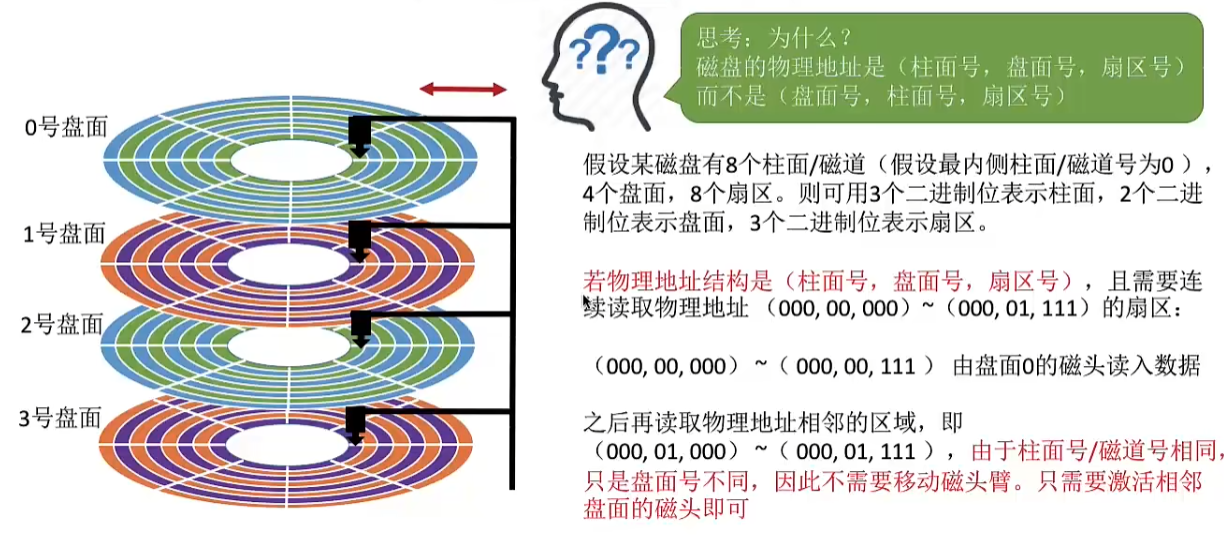 ???
思考：为什么？
磁盘的物理地址是（柱面号，盘面号，扇区号）
而不是（盘面号，柱面号，扇区号）
0号盘面
1号盘面
2号盘面
3号盘面
假设某磁盘有8个柱面/磁道（假设最内侧柱面/磁道号为0），
4个盘面，8个扇区。则可用3个二进制位表示柱面，2个二进
制位表示盘面，3个二进制位表示扇区。
若物理地址结构是（柱面号，盘面号，扇区号），且需要连
续读取物理地址（000, 00, 000）~（000, 01, 111）的扇区：
（000, 00, 000）~（000, 00, 111）由盘面0的磁头读入数据
之后再读取物理地址相邻的区域，即
（000, 01, 000）~（000, 01, 111），由于柱面号/磁道号相同，
只是盘面号不同，因此不需要移动磁头臂。只需要激活相邻
盘面的磁头即可